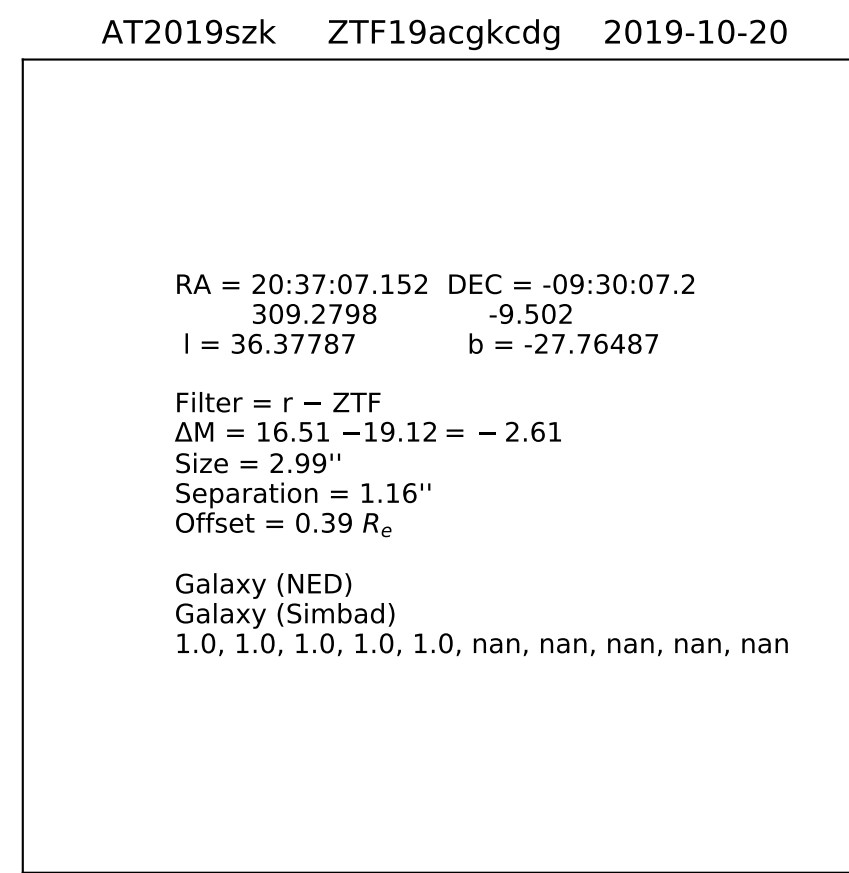 AT2019szk ZTF19acgkcdg 2019-10-20
RA = 20:37:07.152 DEC = -09:30:07.2
309.2798 -9.502
l = 36.37787 b = -27.76487
Filter = r − ZTF
ΔM = 16.51 −19.12 = − 2.61
Size = 2.99''
Separation = 1.16''
Offset = 0.39 Re
Galaxy (NED)
Galaxy (Simbad)
1.0, 1.0, 1.0, 1.0, 1.0, nan, nan, nan, nan, nan